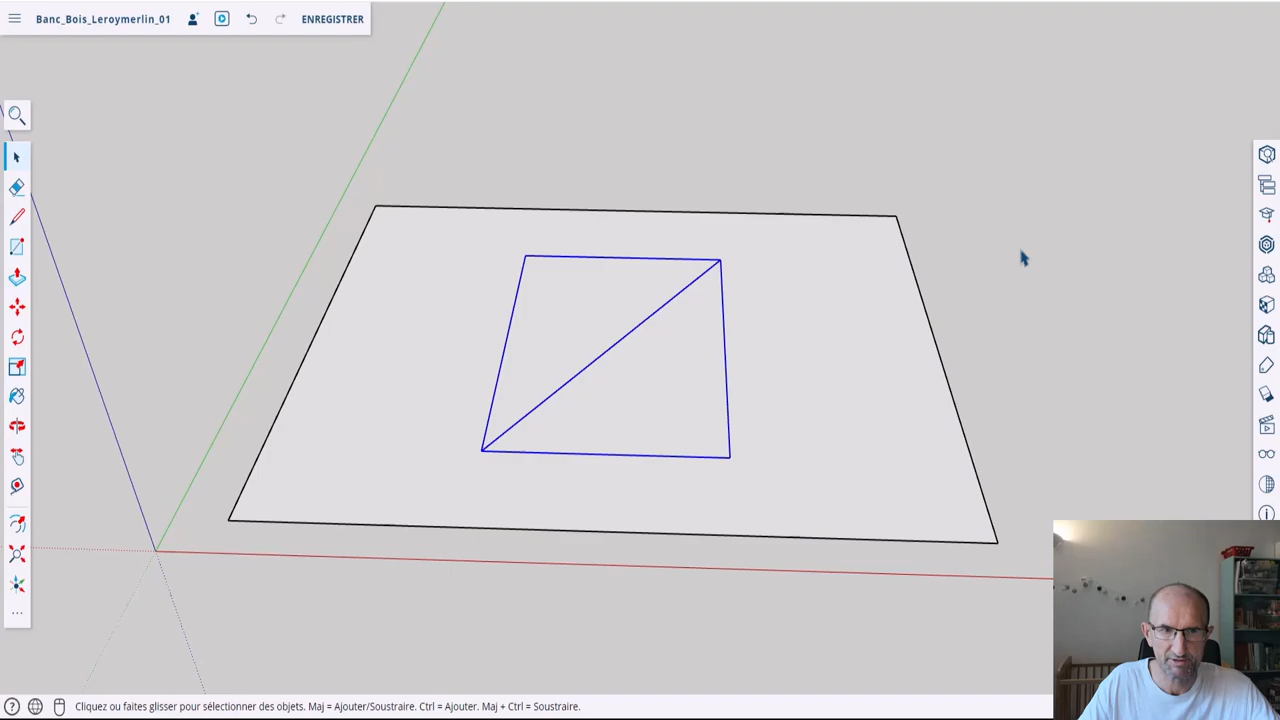 Banc_Bois_Leroymerlin_01
ENREGISTRER
Cliquez ou faites glisser pour sélectionner des objets. Maj = Ajouter/Soustraire. Ctrl = Ajouter. Maj + Ctrl = Soustraire.